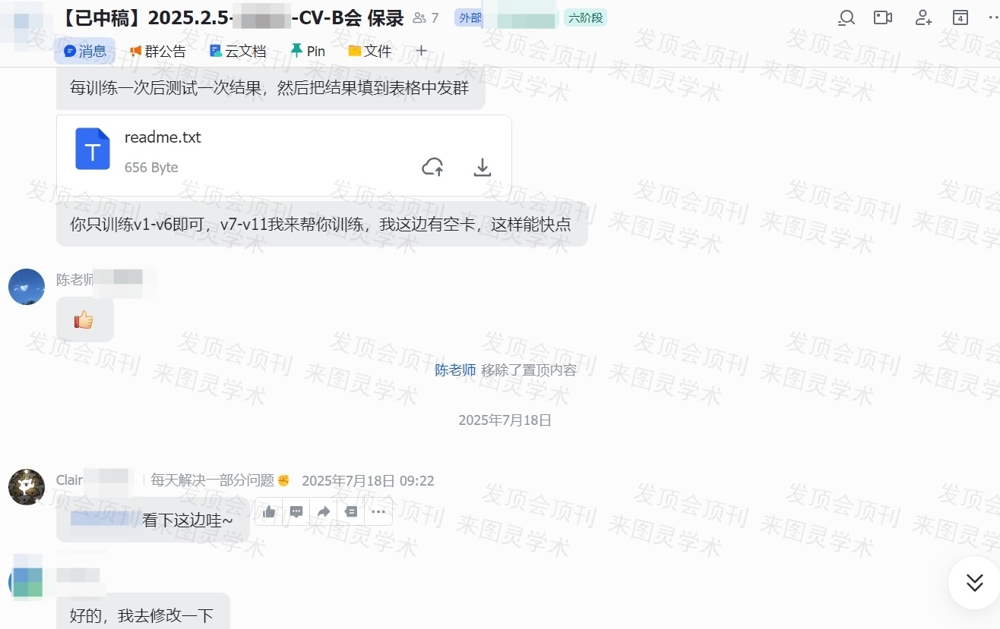 【已中稿】2025.2.5- -CV-B会 保录 7 外部 六阶段
消息 群公告 云文档 Pin 文件
每训练一次后测试一次结果，然后把结果填到表格中发群
readme.txt
656 Byte
你只训练v1-v6即可，v7-v11我来帮你训练，我这边有空卡，这样能快点
陈老师
陈老师 移除了置顶内容
2025年7月18日
Clair 每天解决一部分问题 2025年7月18日 09:22
看下这边哇~
好的，我去修改一下
发顶会顶刊
来图灵学术